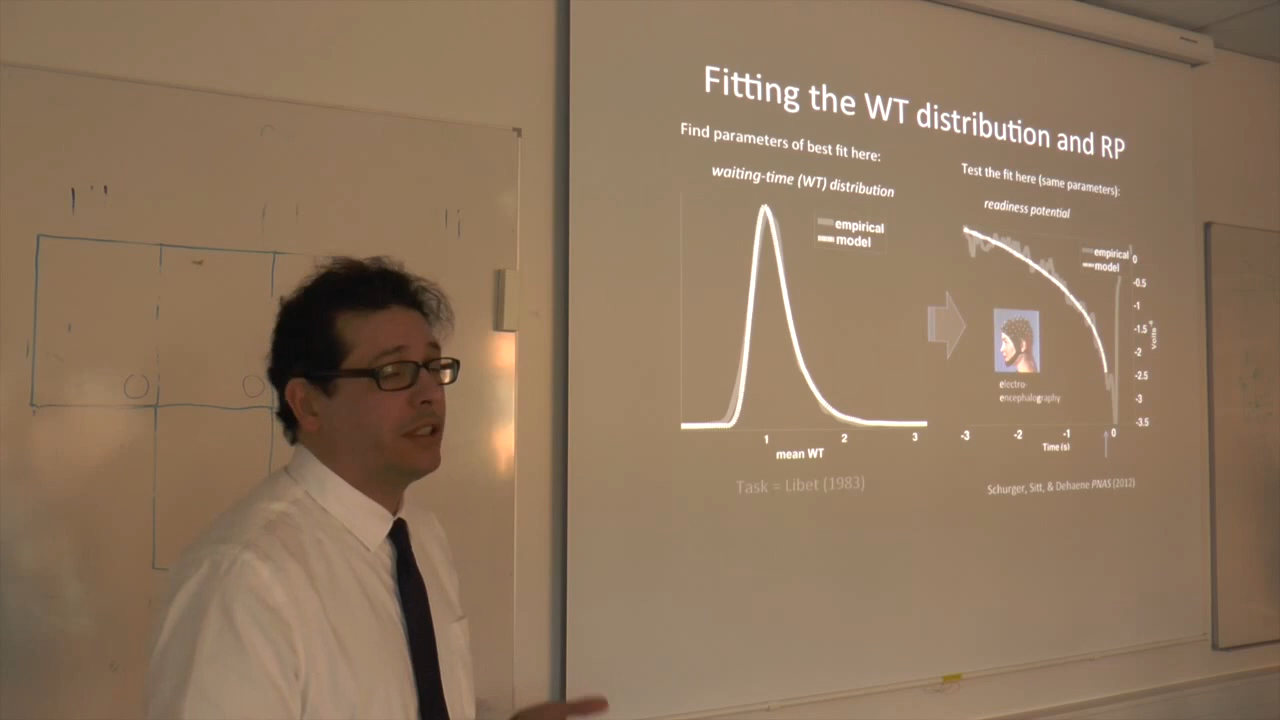 Fitting the WT distribution and RP
Find parameters of best fit here:
waiting-time (WT) distribution
empirical
model
1
2
3
mean WT
Task = Libet (1983)
Test the fit here (same parameters):
readiness potential
empirical
model
0
-0.5
-1
-1.5
-2
-2.5
-3
-3.5
electro-
encephalography
-3
-2
-1
0
Time (s)
Schurger, Sitt, & Dehaene PNAS (2012)